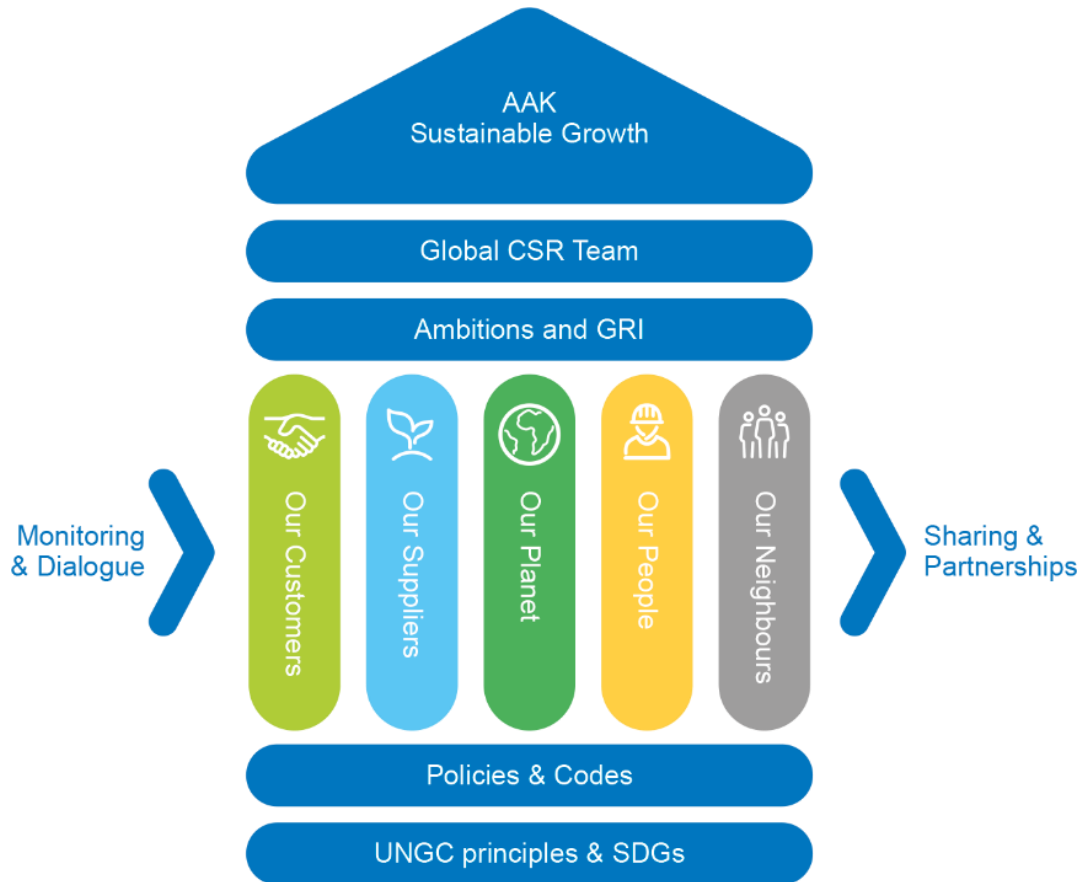 AAK
Sustainable Growth
Global CSR Team
Ambitions and GRI
Monitoring
& Dialogue
Our Customers
Our Suppliers
Our Planet
Our People
Our Neighbours
Sharing &
Partnerships
Policies & Codes
UNGC principles & SDGs